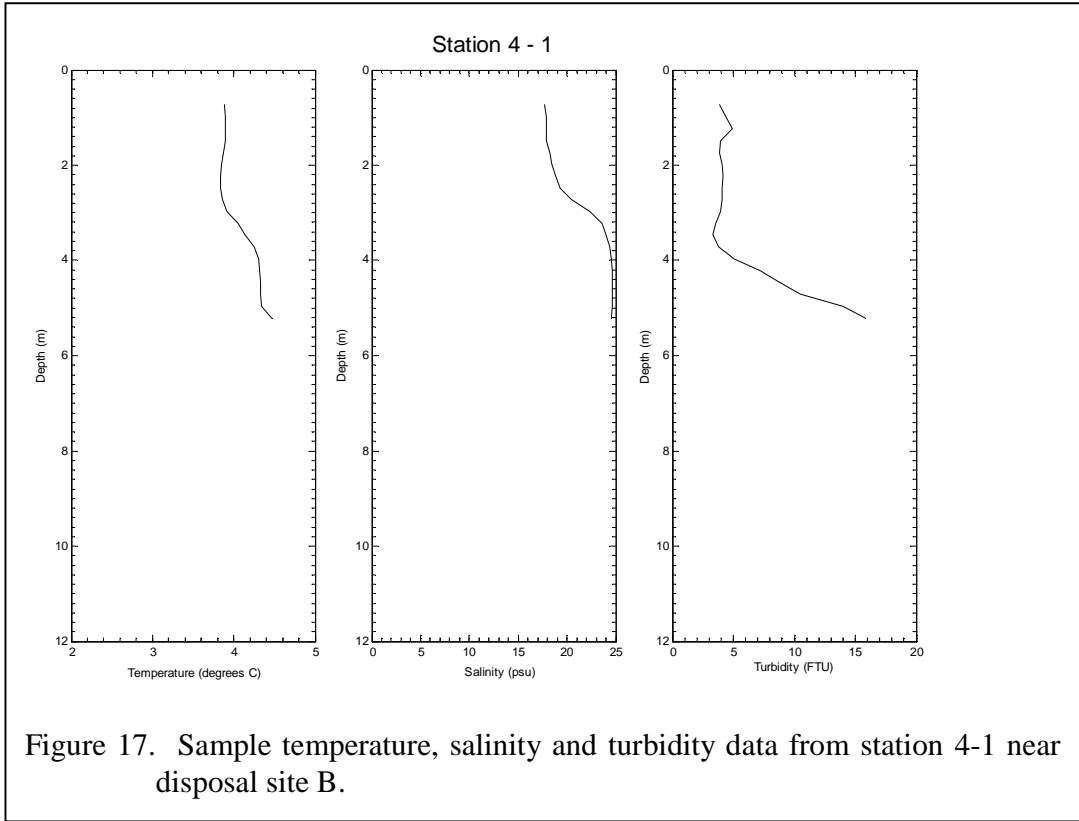 Station 4 - 1
0
2
4
6
8
10
12
Depth (m)
2 3 4 5
Temperature (degrees C)
0
2
4
6
8
10
12
Depth (m)
0 5 10 15 20 25
Salinity (psu)
0
2
4
6
8
10
12
Depth (m)
0 5 10 15 20
Turbidity (FTU)
Figure 17. Sample temperature, salinity and turbidity data from station 4-1 near
disposal site B.